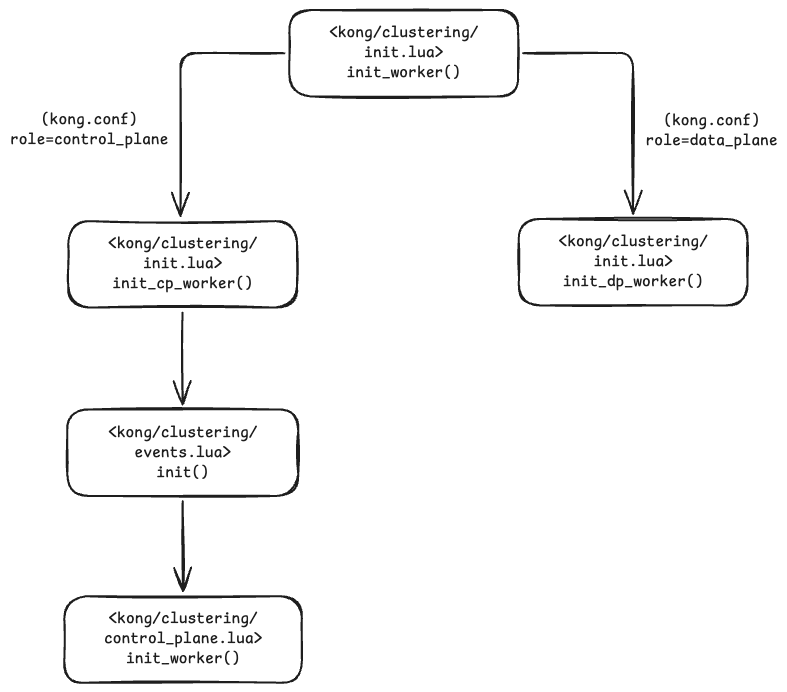 <kong/clustering/
init.lua>
init_worker()
(kong.conf)
role=control_plane
(kong.conf)
role=data_plane
<kong/clustering/
init.lua>
init_cp_worker()
<kong/clustering/
init.lua>
init_dp_worker()
<kong/clustering/
events.lua>
init()
<kong/clustering/
control_plane.lua>
init_worker()